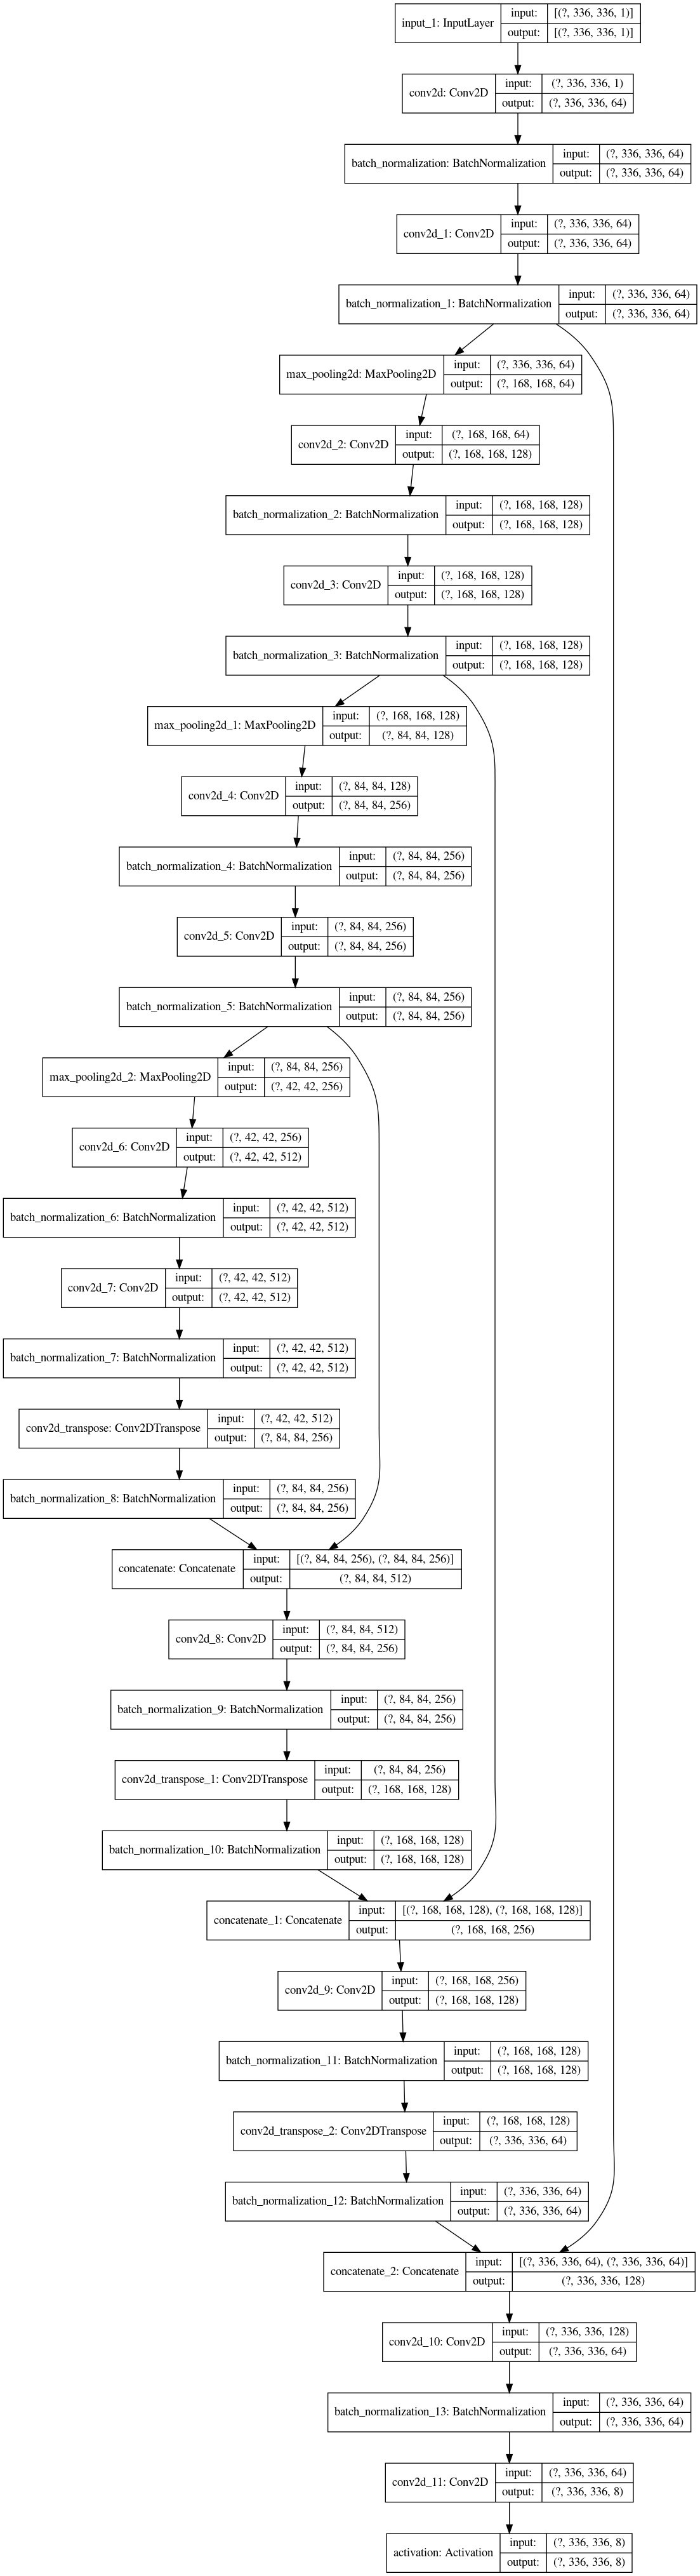 input_1: InputLayer
input: [(?, 336, 336, 1)]
output: [(?, 336, 336, 1)]
conv2d: Conv2D
input: (?, 336, 336, 1)
output: (?, 336, 336, 64)
batch_normalization: BatchNormalization
input: (?, 336, 336, 64)
output: (?, 336, 336, 64)
conv2d_1: Conv2D
input: (?, 336, 336, 64)
output: (?, 336, 336, 64)
batch_normalization_1: BatchNormalization
input: (?, 336, 336, 64)
output: (?, 336, 336, 64)
max_pooling2d: MaxPooling2D
input: (?, 336, 336, 64)
output: (?, 168, 168, 64)
conv2d_2: Conv2D
input: (?, 168, 168, 64)
output: (?, 168, 168, 128)
batch_normalization_2: BatchNormalization
input: (?, 168, 168, 128)
output: (?, 168, 168, 128)
conv2d_3: Conv2D
input: (?, 168, 168, 128)
output: (?, 168, 168, 128)
batch_normalization_3: BatchNormalization
input: (?, 168, 168, 128)
output: (?, 168, 168, 128)
max_pooling2d_1: MaxPooling2D
input: (?, 168, 168, 128)
output: (?, 84, 84, 128)
conv2d_4: Conv2D
input: (?, 84, 84, 128)
output: (?, 84, 84, 256)
batch_normalization_4: BatchNormalization
input: (?, 84, 84, 256)
output: (?, 84, 84, 256)
conv2d_5: Conv2D
input: (?, 84, 84, 256)
output: (?, 84, 84, 256)
batch_normalization_5: BatchNormalization
input: (?, 84, 84, 256)
output: (?, 84, 84, 256)
max_pooling2d_2: MaxPooling2D
input: (?, 84, 84, 256)
output: (?, 42, 42, 256)
conv2d_6: Conv2D
input: (?, 42, 42, 256)
output: (?, 42, 42, 512)
batch_normalization_6: BatchNormalization
input: (?, 42, 42, 512)
output: (?, 42, 42, 512)
conv2d_7: Conv2D
input: (?, 42, 42, 512)
output: (?, 42, 42, 512)
batch_normalization_7: BatchNormalization
input: (?, 42, 42, 512)
output: (?, 42, 42, 512)
conv2d_transpose: Conv2DTranspose
input: (?, 42, 42, 512)
output: (?, 84, 84, 256)
batch_normalization_8: BatchNormalization
input: (?, 84, 84, 256)
output: (?, 84, 84, 256)
concatenate: Concatenate
input: [(?, 84, 84, 256), (?, 84, 84, 256)]
output: (?, 84, 84, 512)
conv2d_8: Conv2D
input: (?, 84, 84, 512)
output: (?, 84, 84, 256)
batch_normalization_9: BatchNormalization
input: (?, 84, 84, 256)
output: (?, 84, 84, 256)
conv2d_transpose_1: Conv2DTranspose
input: (?, 84, 84, 256)
output: (?, 168, 168, 128)
batch_normalization_10: BatchNormalization
input: (?, 168, 168, 128)
output: (?, 168, 168, 128)
concatenate_1: Concatenate
input: [(?, 168, 168, 128), (?, 168, 168, 128)]
output: (?, 168, 168, 256)
conv2d_9: Conv2D
input: (?, 168, 168, 256)
output: (?, 168, 168, 128)
batch_normalization_11: BatchNormalization
input: (?, 168, 168, 128)
output: (?, 168, 168, 128)
conv2d_transpose_2: Conv2DTranspose
input: (?, 168, 168, 128)
output: (?, 336, 336, 64)
batch_normalization_12: BatchNormalization
input: (?, 336, 336, 64)
output: (?, 336, 336, 64)
concatenate_2: Concatenate
input: [(?, 336, 336, 64), (?, 336, 336, 64)]
output: (?, 336, 336, 128)
conv2d_10: Conv2D
input: (?, 336, 336, 128)
output: (?, 336, 336, 64)
batch_normalization_13: BatchNormalization
input: (?, 336, 336, 64)
output: (?, 336, 336, 64)
conv2d_11: Conv2D
input: (?, 336, 336, 64)
output: (?, 336, 336, 8)
activation: Activation
input: (?, 336, 336, 8)
output: (?, 336, 336, 8)